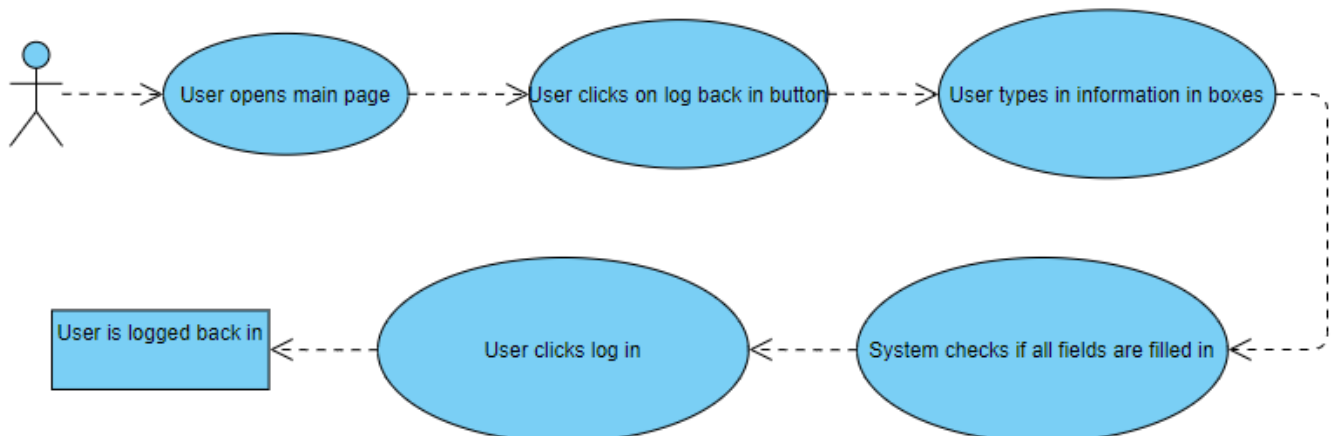 User opens main page
User clicks on log back in button
User types in information in boxes
User is logged back in
User clicks log in
System checks if all fields are filled in